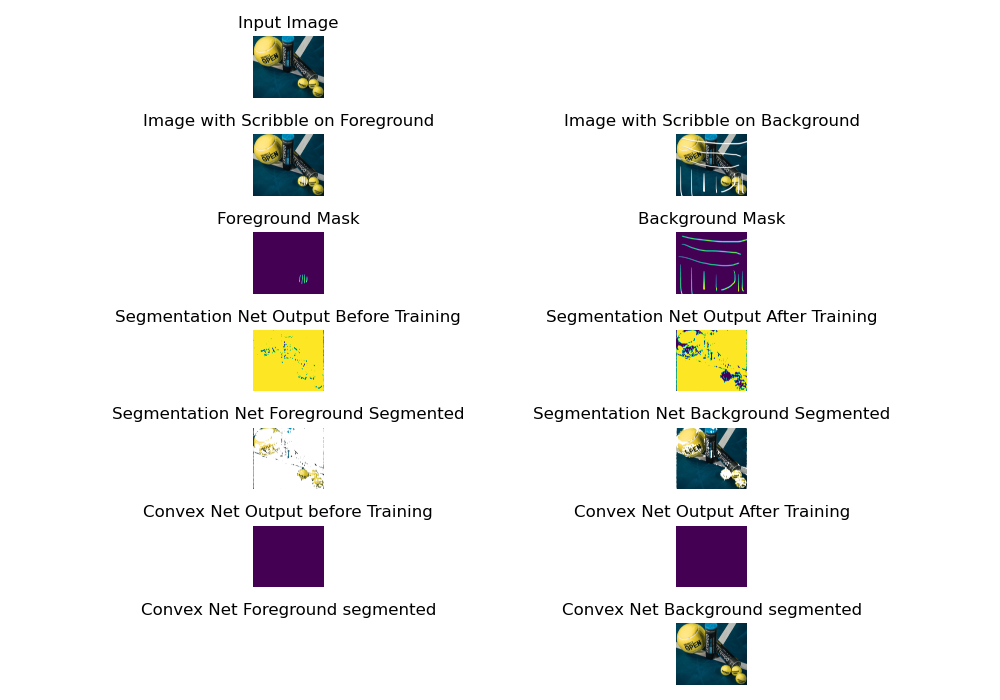 Input Image
Image with Scribble on Foreground
Image with Scribble on Background
Foreground Mask
Background Mask
Segmentation Net Output Before Training
Segmentation Net Output After Training
Segmentation Net Foreground Segmented
Segmentation Net Background Segmented
Convex Net Output before Training
Convex Net Output After Training
Convex Net Foreground segmented
Convex Net Background segmented